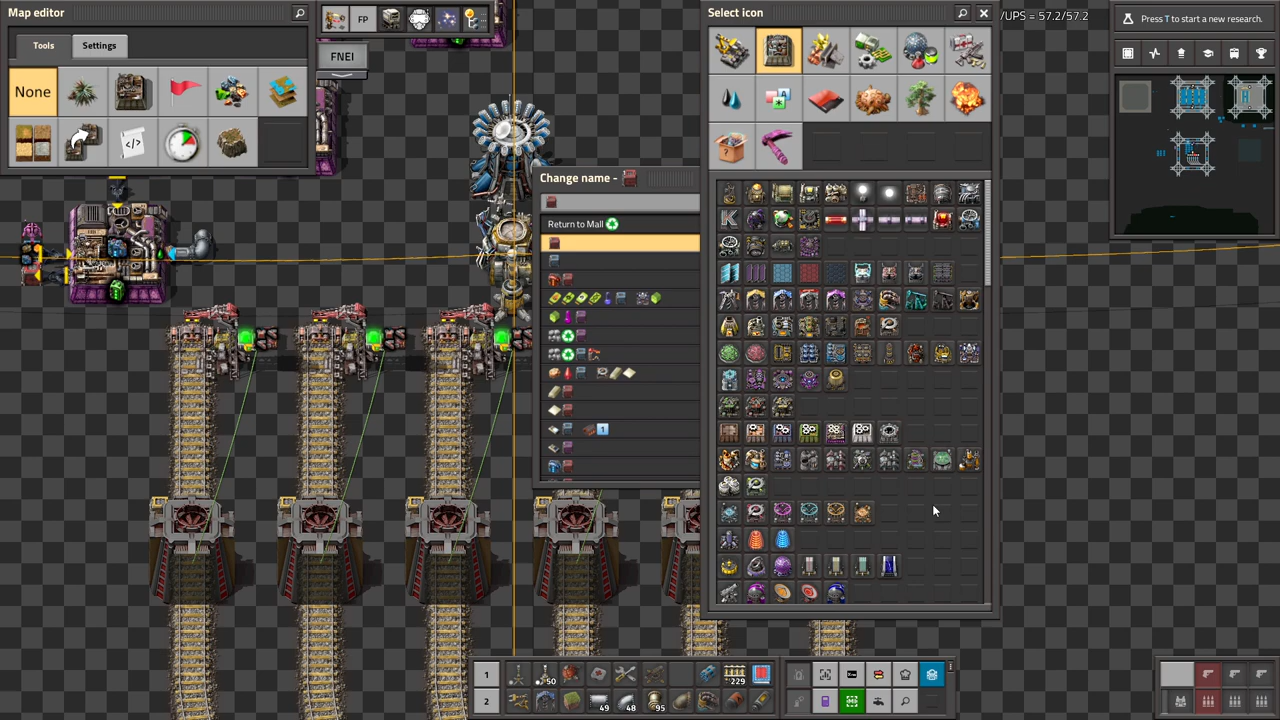 Map editor
Tools
Settings
None
FP
FNEI
Change name -
Return to Mall
1
Select icon
/UPS = 57.2/57.2
Press T to start a new research.
1
50
229
2
49
48
95